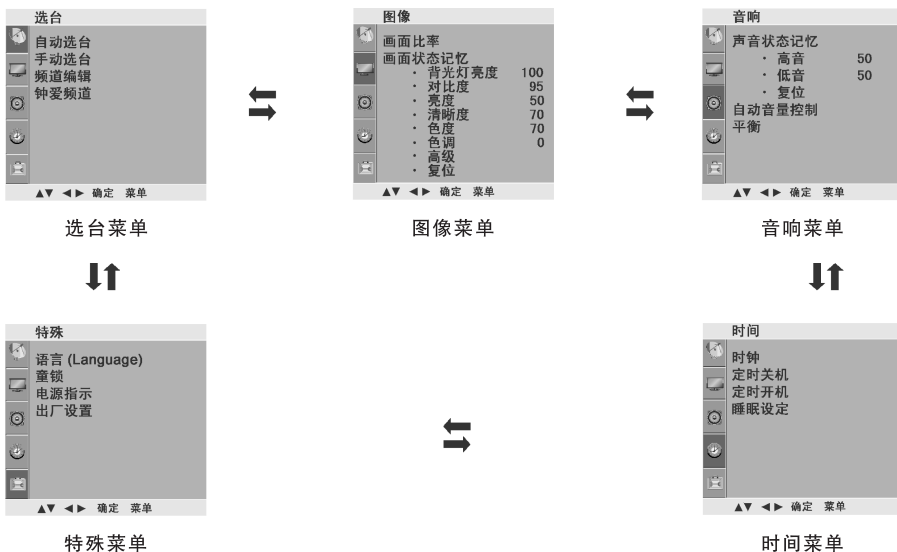 选台
自动选台
手动选台
频道编辑
钟爱频道
▲▼ ◀▶ 确定 菜单
选台菜单
图像
画面比率
画面状态记忆
· 背光灯亮度 100
· 对比度 95
· 亮度 50
· 清晰度 70
· 色度 70
· 色调 0
· 高级
· 复位
▲▼ ◀▶ 确定 菜单
图像菜单
音响
声音状态记忆
· 高音 50
· 低音 50
· 复位
自动音量控制
平衡
▲▼ ◀▶ 确定 菜单
音响菜单
特殊
语言 (Language)
童锁
电源指示
出厂设置
▲▼ ◀▶ 确定 菜单
特殊菜单
时间
时钟
定时关机
定时开机
睡眠设定
▲▼ ◀▶ 确定 菜单
时间菜单